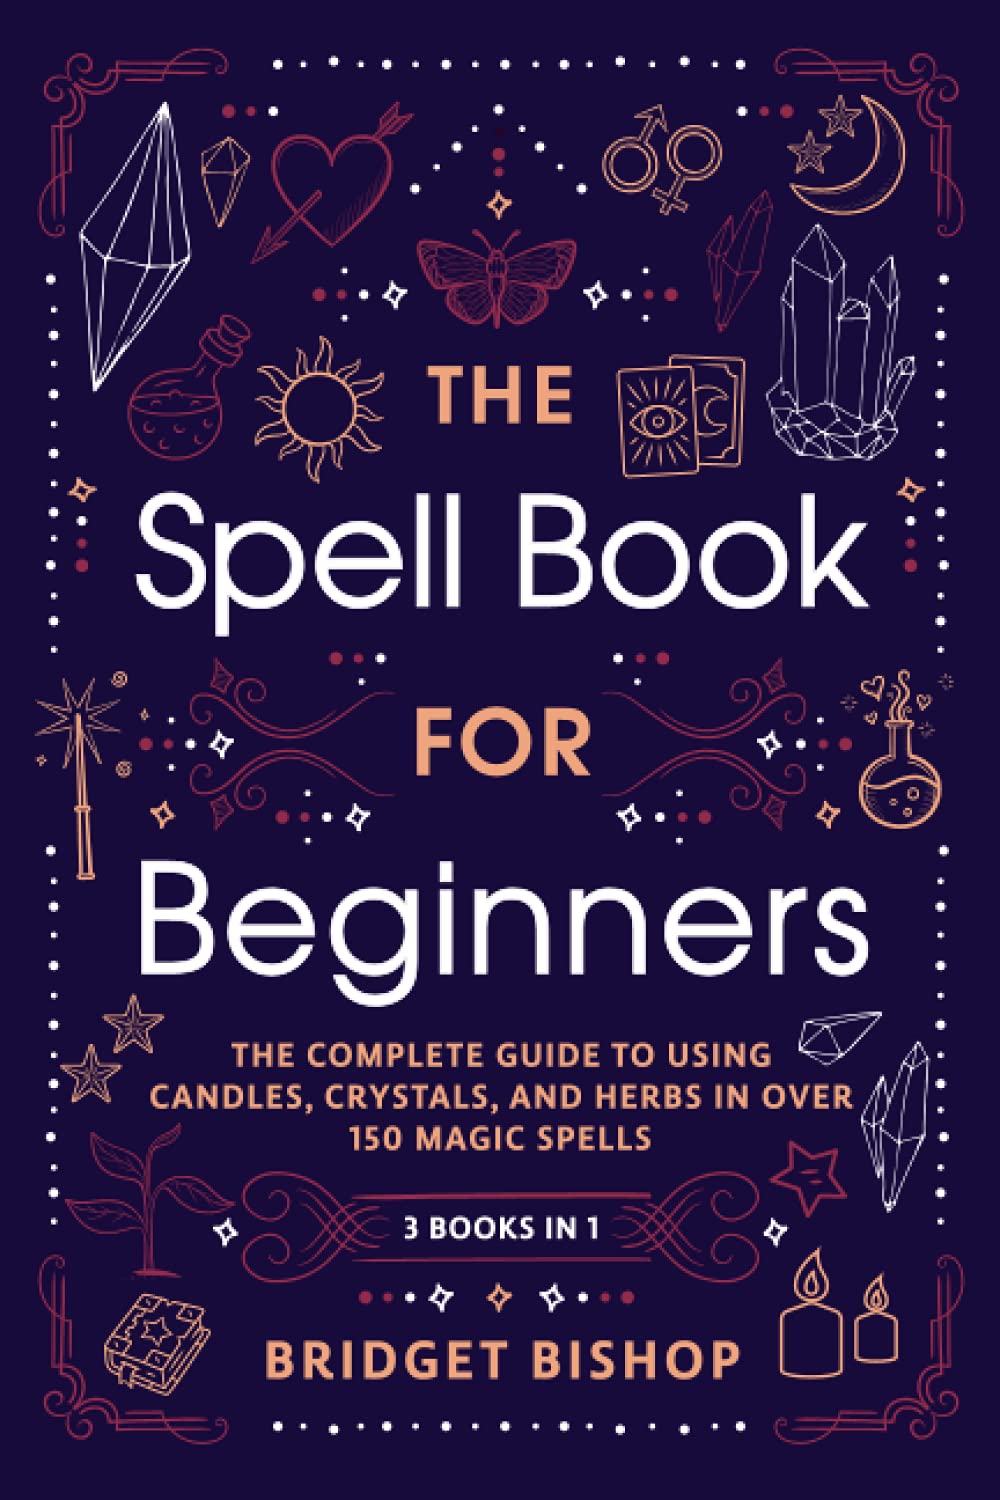 THE
Spell Book
FOR
Beginners
THE COMPLETE GUIDE TO USING
CANDLES, CRYSTALS, AND HERBS IN OVER
150 MAGIC SPELLS
3 BOOKS IN 1
BRIDGET BISHOP